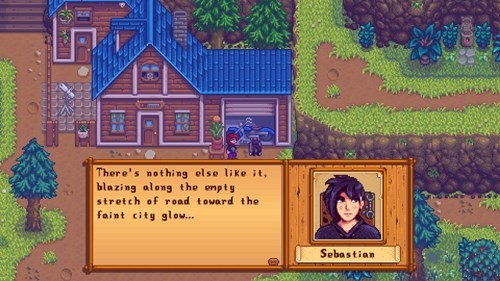 There's nothing else like it,
blazing along the empty
stretch of road toward the
faint city glow...
Sebastian